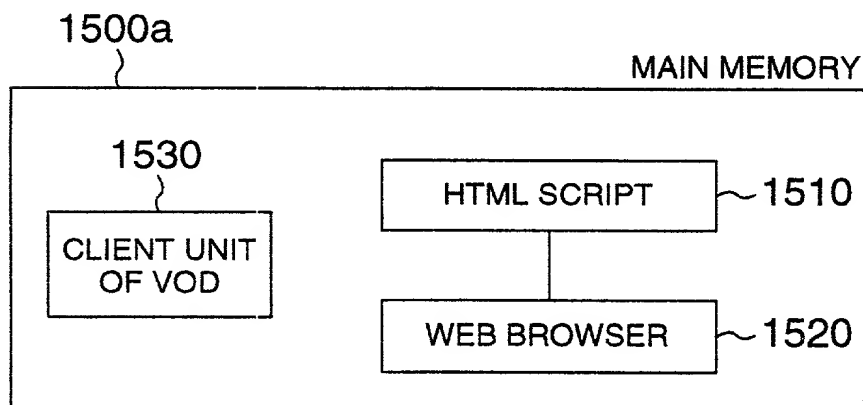 1500a
MAIN MEMORY
1530
HTML SCRIPT
1510
CLIENT UNIT
OF VOD
WEB BROWSER
1520